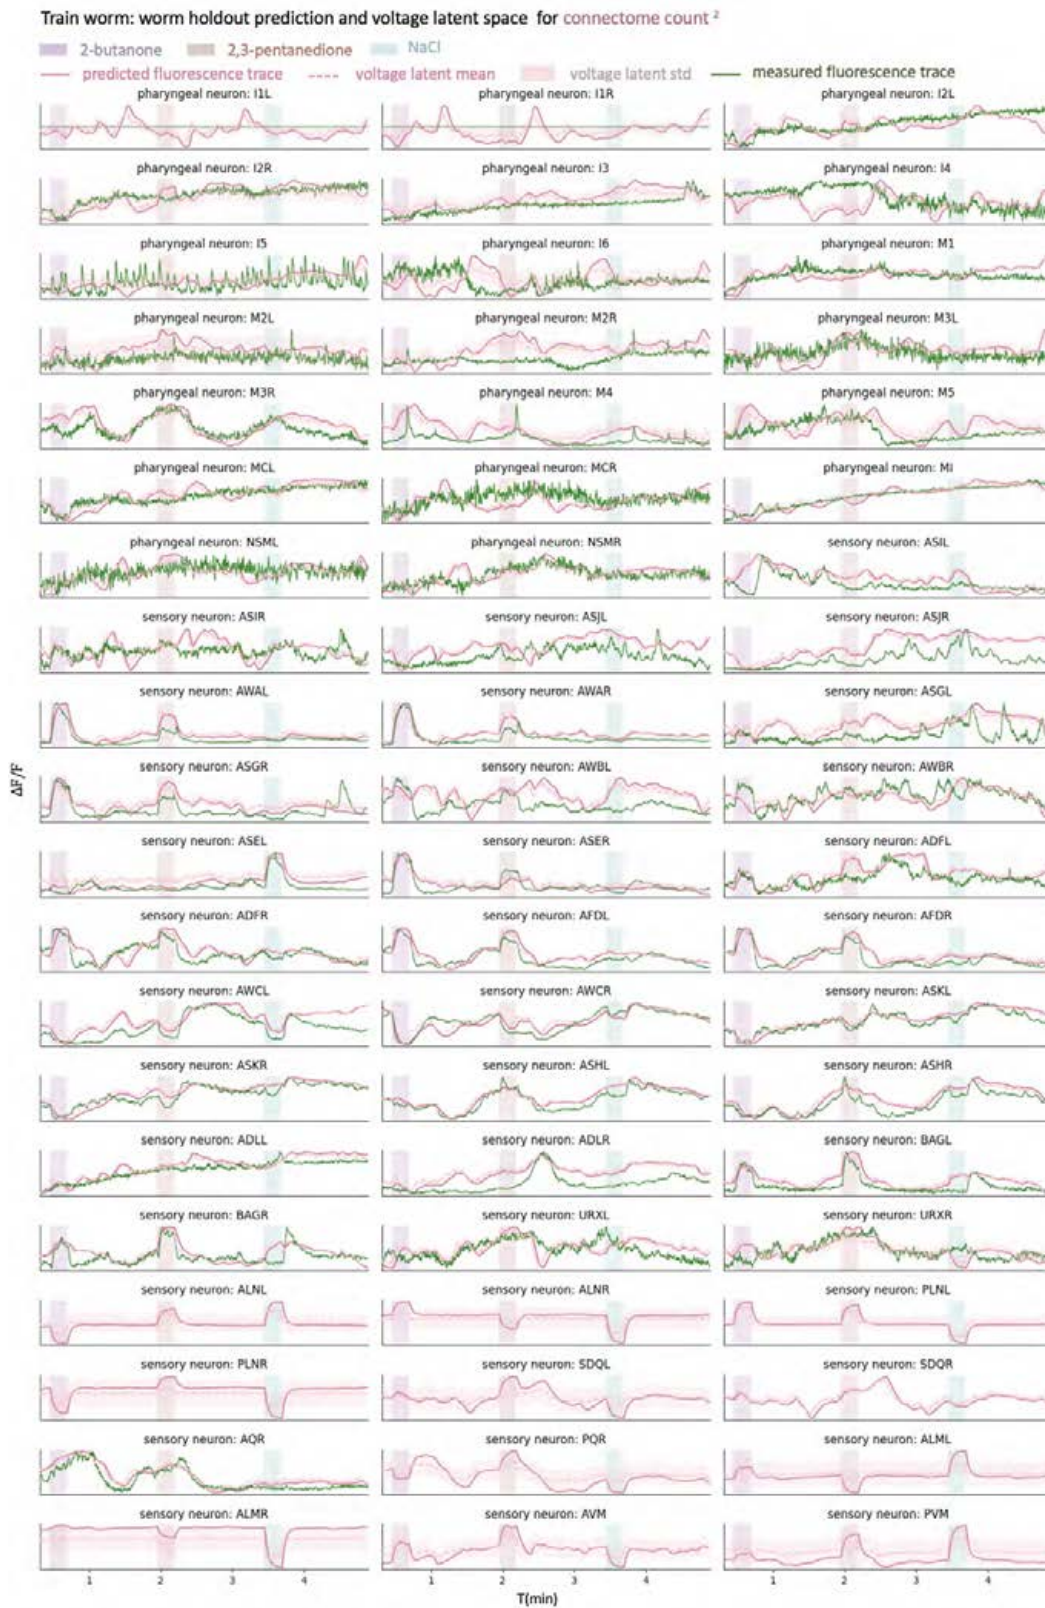 Train worm: worm holdout prediction and voltage latent space for connectome count ²
2-butanone 2,3-pentanedione NaCl
predicted fluorescence trace voltage latent mean voltage latent std measured fluorescence trace
pharyngeal neuron: I1L pharyngeal neuron: I1R pharyngeal neuron: I2L
pharyngeal neuron: I2R pharyngeal neuron: I3 pharyngeal neuron: I4
pharyngeal neuron: I5 pharyngeal neuron: I6 pharyngeal neuron: M1
pharyngeal neuron: M2L pharyngeal neuron: M2R pharyngeal neuron: M3L
pharyngeal neuron: M3R pharyngeal neuron: M4 pharyngeal neuron: M5
pharyngeal neuron: MCL pharyngeal neuron: MCR pharyngeal neuron: MI
pharyngeal neuron: NSML pharyngeal neuron: NSMR sensory neuron: ASIL
sensory neuron: ASIR sensory neuron: ASJL sensory neuron: ASJR
sensory neuron: AWAL sensory neuron: AWAR sensory neuron: ASGL
ΔF/F
sensory neuron: ASGR sensory neuron: AWBL sensory neuron: AWBR
sensory neuron: ASEL sensory neuron: ASER sensory neuron: ADFL
sensory neuron: ADFR sensory neuron: AFDL sensory neuron: AFDR
sensory neuron: AWCL sensory neuron: AWCR sensory neuron: ASKL
sensory neuron: ASKR sensory neuron: ASHL sensory neuron: ASHR
sensory neuron: ADLL sensory neuron: ADLR sensory neuron: BAGL
sensory neuron: BAGR sensory neuron: URXL sensory neuron: URXR
sensory neuron: ALNL sensory neuron: ALNR sensory neuron: PLNL
sensory neuron: PLNR sensory neuron: SDQL sensory neuron: SDQR
sensory neuron: AQR sensory neuron: PQR sensory neuron: ALML
sensory neuron: ALMR sensory neuron: AVM sensory neuron: PVM
1 2 3 4 1 2 3 4 1 2 3 4
T(min)